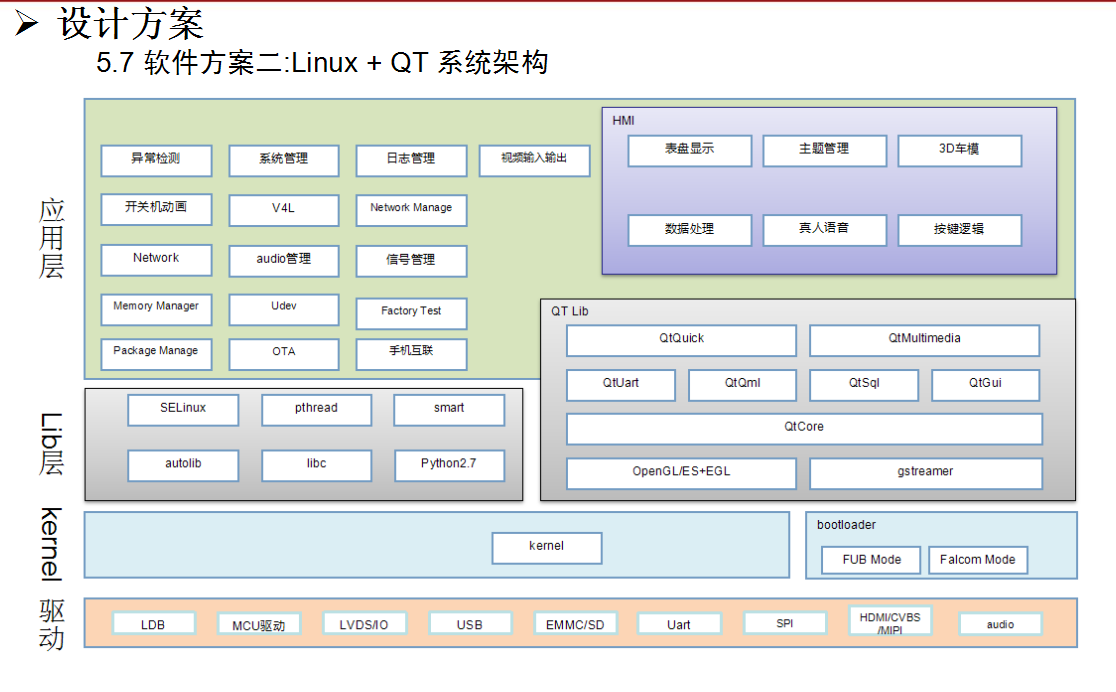 设计方案
5.7 软件方案二:Linux + QT 系统架构
应用层
异常检测
系统管理
日志管理
视频输入输出
开关机动画
V4L
Network Manage
Network
audio管理
信号管理
Memory Manager
Udev
Factory Test
Package Manage
OTA
手机互联
HMI
表盘显示
主题管理
3D车模
数据处理
真人语音
按键逻辑
QT Lib
QtQuick
QtMultimedia
QtUart
QtQml
QtSql
QtGui
QtCore
OpenGL/ES+EGL
gstreamer
Lib层
SELinux
pthread
smart
autolib
libc
Python2.7
kernel
kernel
bootloader
FUB Mode
Falcom Mode
驱动
LDB
MCU驱动
LVDS/IO
USB
EMMC/SD
Uart
SPI
HDMI/CVBS
/MIPI
audio